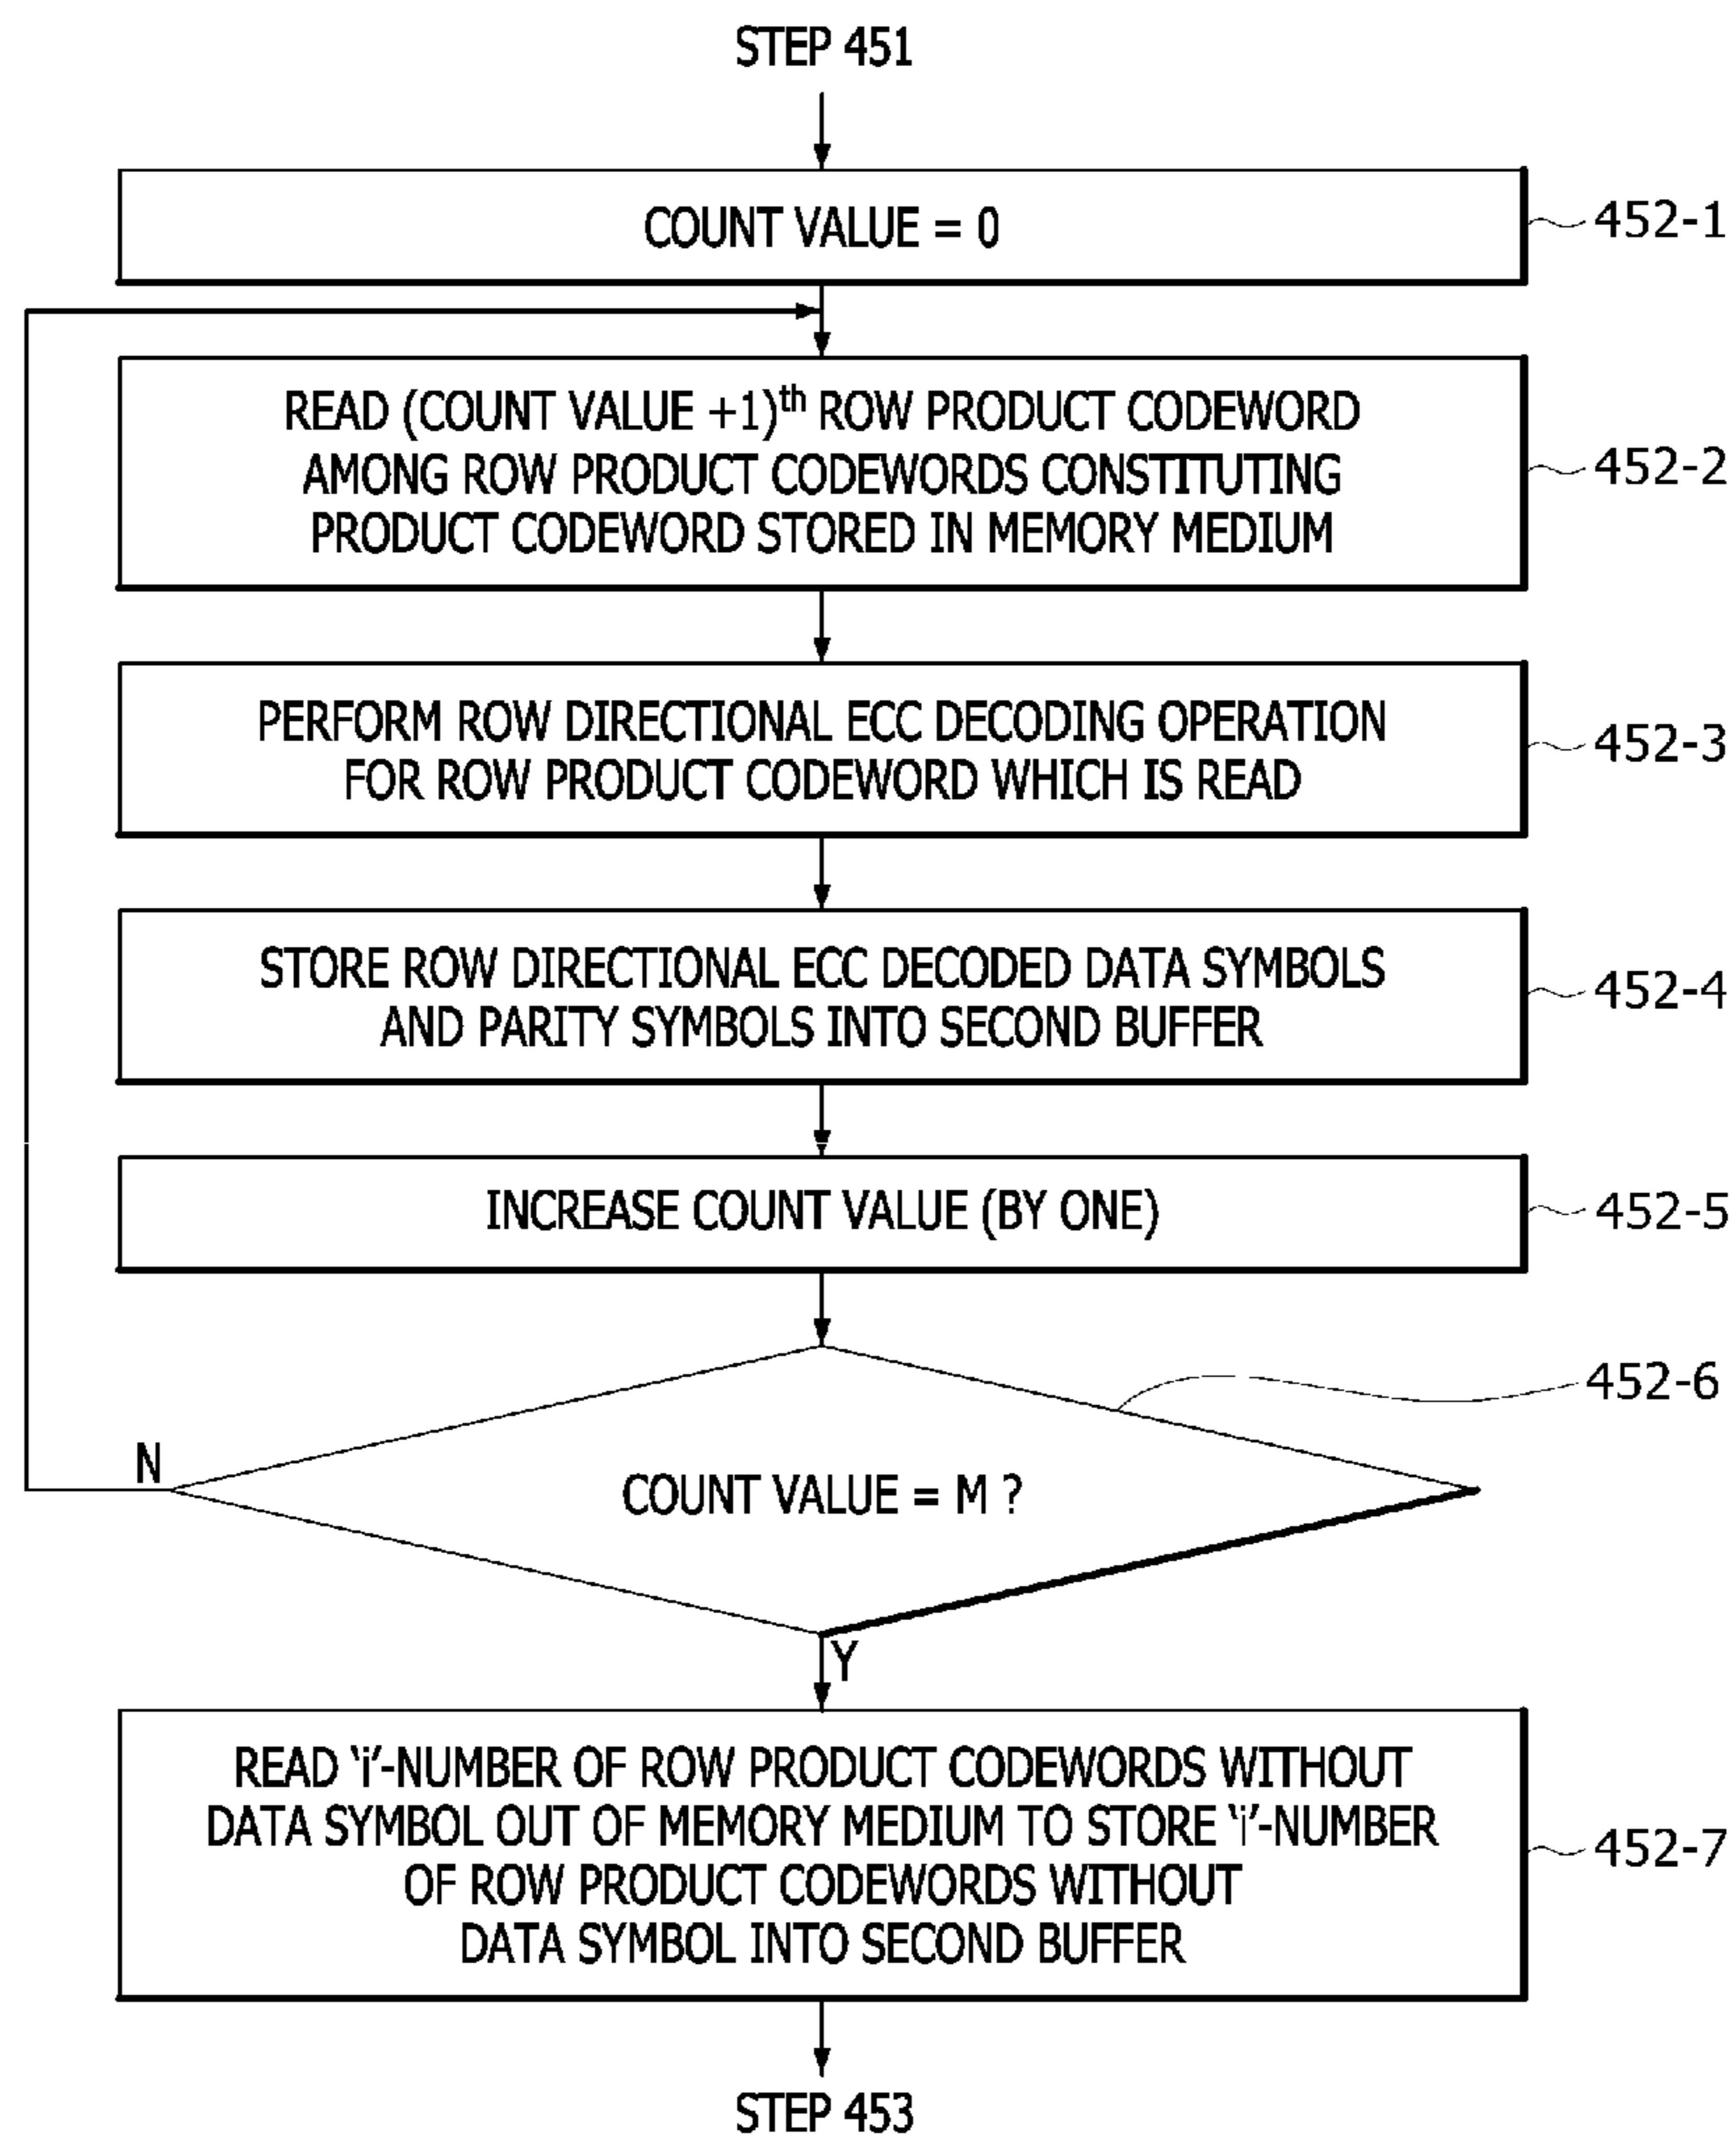 STEP 451
COUNT VALUE = 0
452-1
READ (COUNT VALUE +1)th ROW PRODUCT CODEWORD
AMONG ROW PRODUCT CODEWORDS CONSTITUTING
PRODUCT CODEWORD STORED IN MEMORY MEDIUM
452-2
PERFORM ROW DIRECTIONAL ECC DECODING OPERATION
FOR ROW PRODUCT CODEWORD WHICH IS READ
452-3
STORE ROW DIRECTIONAL ECC DECODED DATA SYMBOLS
AND PARITY SYMBOLS INTO SECOND BUFFER
452-4
INCREASE COUNT VALUE (BY ONE)
452-5
452-6
N
COUNT VALUE = M ?
Y
READ ‘i’-NUMBER OF ROW PRODUCT CODEWORDS WITHOUT
DATA SYMBOL OUT OF MEMORY MEDIUM TO STORE ‘i’-NUMBER
OF ROW PRODUCT CODEWORDS WITHOUT
DATA SYMBOL INTO SECOND BUFFER
452-7
STEP 453